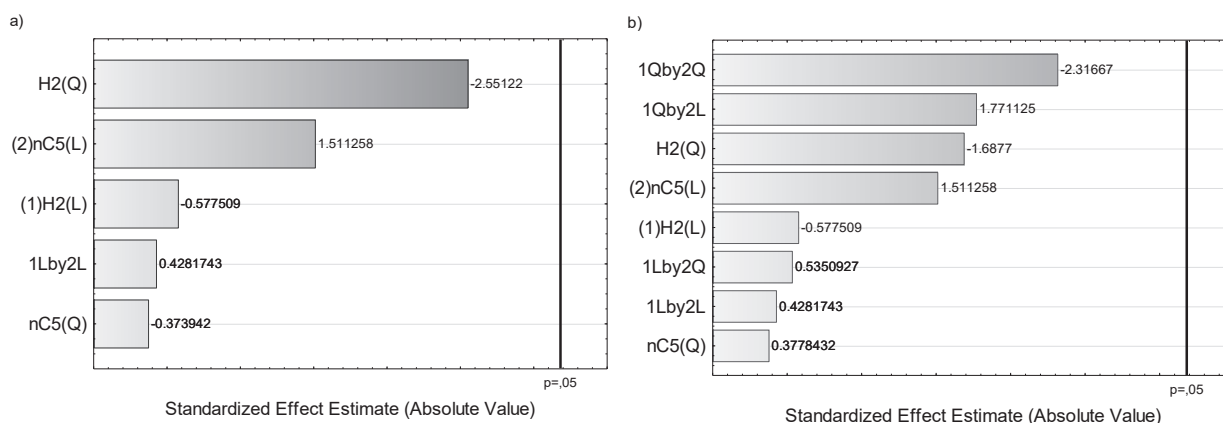 a)
H2(Q)
-2.55122
(2)nC5(L)
1.511258
(1)H2(L)
-0.577509
1Lby2L
0.4281743
nC5(Q)
-0.373942
p=,05
Standardized Effect Estimate (Absolute Value)
b)
1Qby2Q
-2.31667
1Qby2L
1.771125
H2(Q)
-1.6877
(2)nC5(L)
1.511258
(1)H2(L)
-0.577509
1Lby2Q
0.5350927
1Lby2L
0.4281743
nC5(Q)
0.3778432
p=,05
Standardized Effect Estimate (Absolute Value)